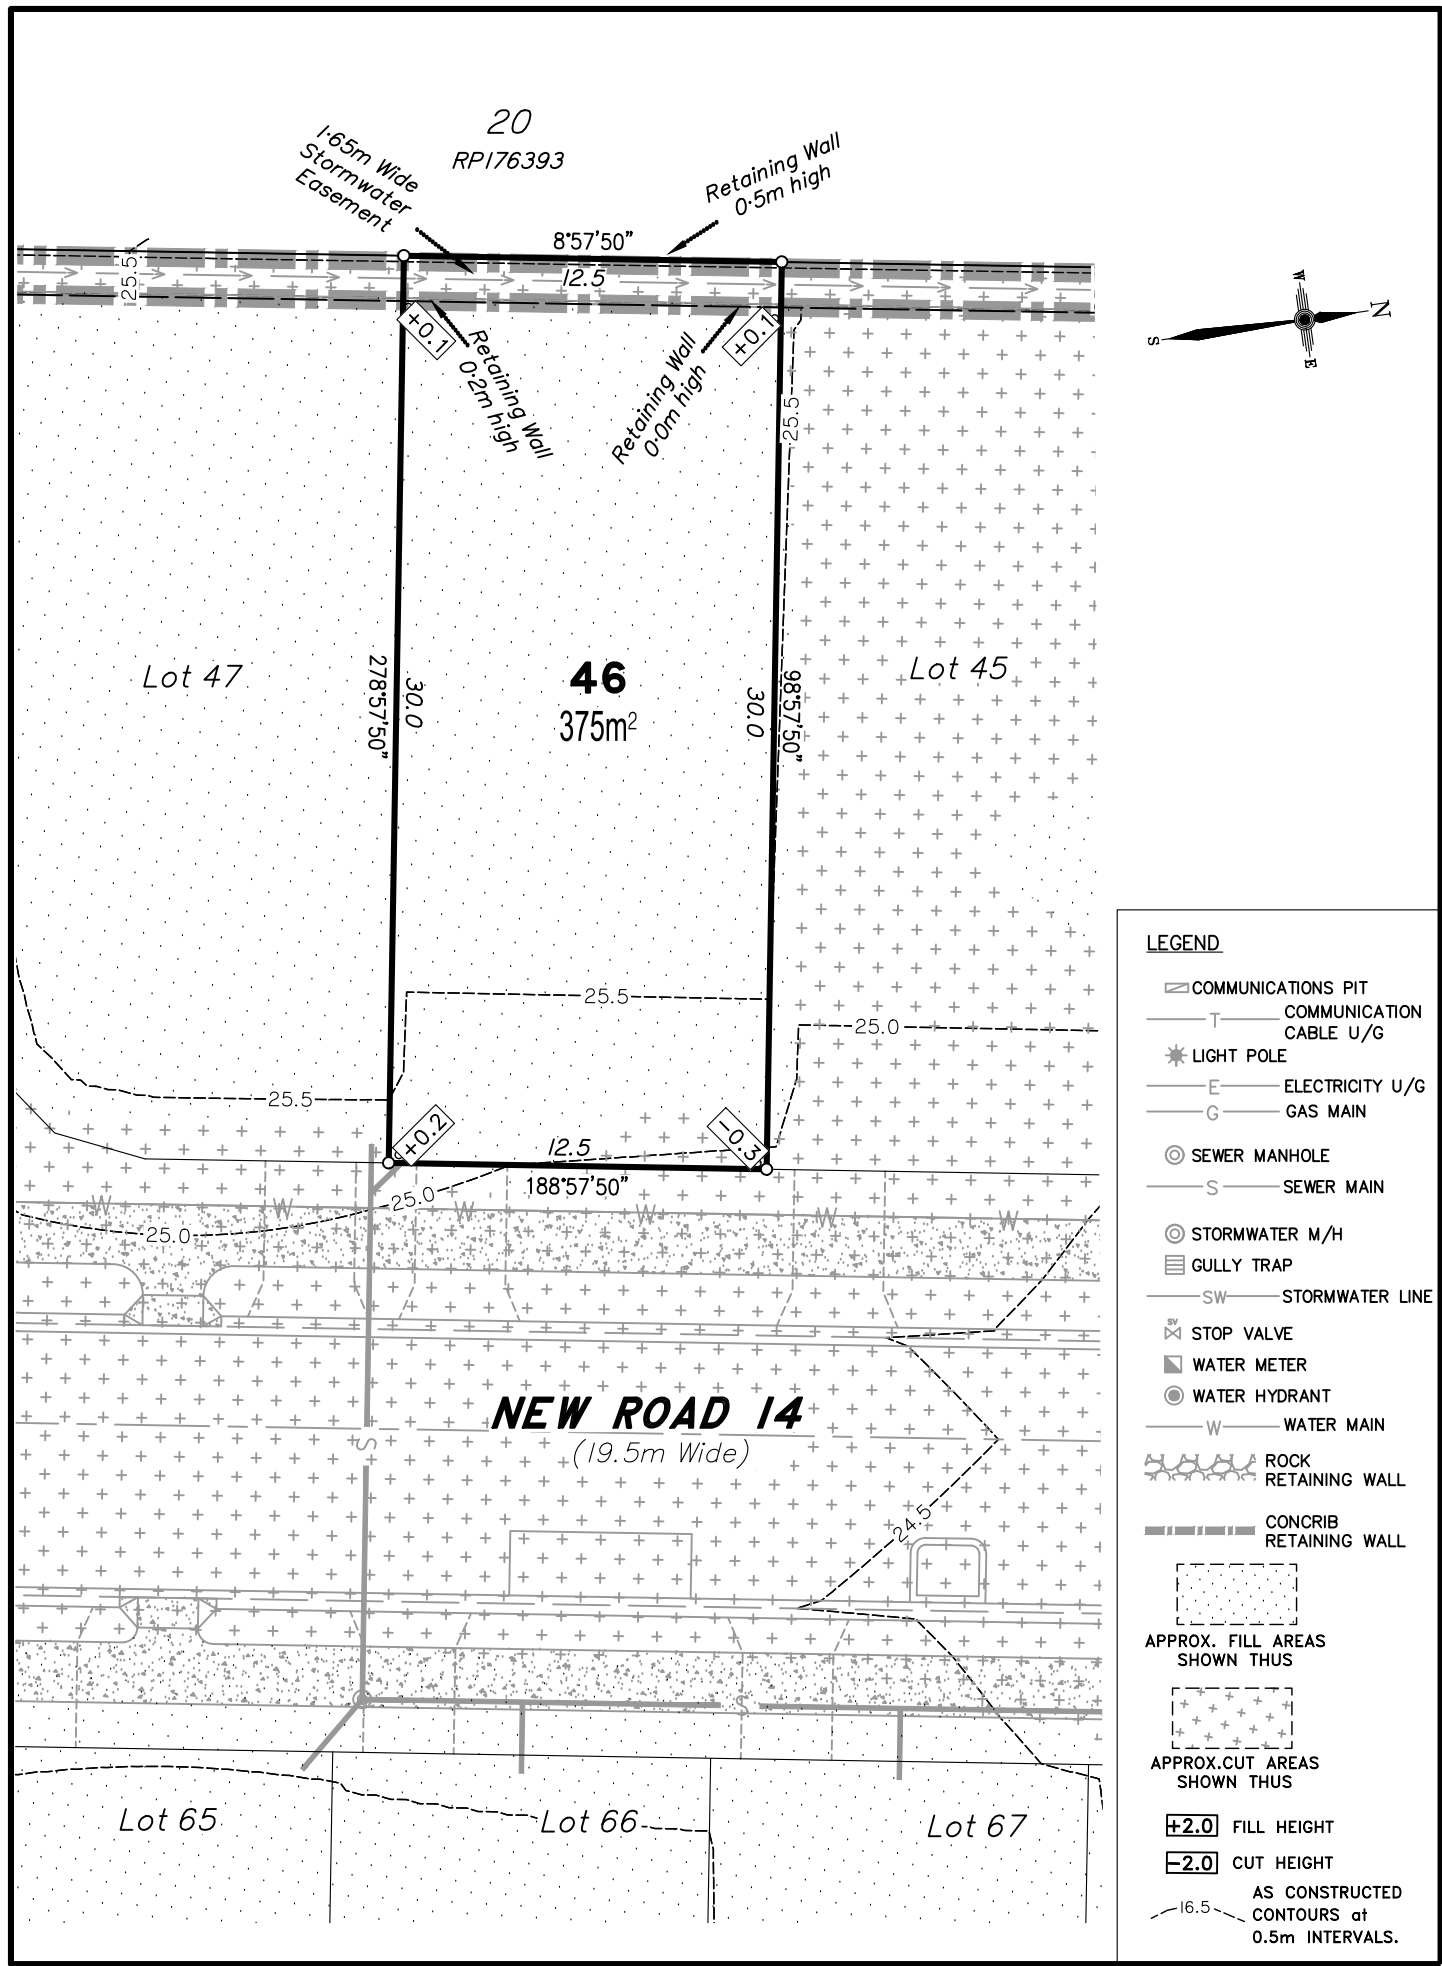 20
RP176393
1·65m Wide
Stormwater
Easement
Retaining Wall
0·5m high
8°57'50"
12.5
25.5
+0.1
+0.1
Retaining Wall
0·2m high
Retaining Wall
0·0m high
25.5
W
N
S
E
Lot 47
278°57'50"
30.0
46
375m²
30.0
98°57'50"
Lot 45
25.5
25.0
25.5
+0.2
12.5
-0.3
188°57'50"
25.0
25.0
W W W W W W
NEW ROAD 14
(19.5m Wide)
S
24.5
S
Lot 65
Lot 66
Lot 67
LEGEND
COMMUNICATIONS PIT
T COMMUNICATION
CABLE U/G
LIGHT POLE
E ELECTRICITY U/G
G GAS MAIN
SEWER MANHOLE
S SEWER MAIN
STORMWATER M/H
GULLY TRAP
SW STORMWATER LINE
SV
STOP VALVE
WATER METER
WATER HYDRANT
W WATER MAIN
ROCK
RETAINING WALL
CONCRIB
RETAINING WALL
APPROX. FILL AREAS
SHOWN THUS
APPROX.CUT AREAS
SHOWN THUS
+2.0 FILL HEIGHT
-2.0 CUT HEIGHT
AS CONSTRUCTED
16.5 CONTOURS at
0.5m INTERVALS.